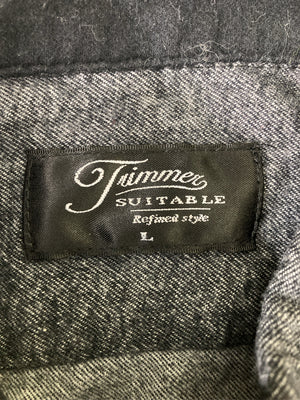 Trimmer
SUITABLE
Refined style
L